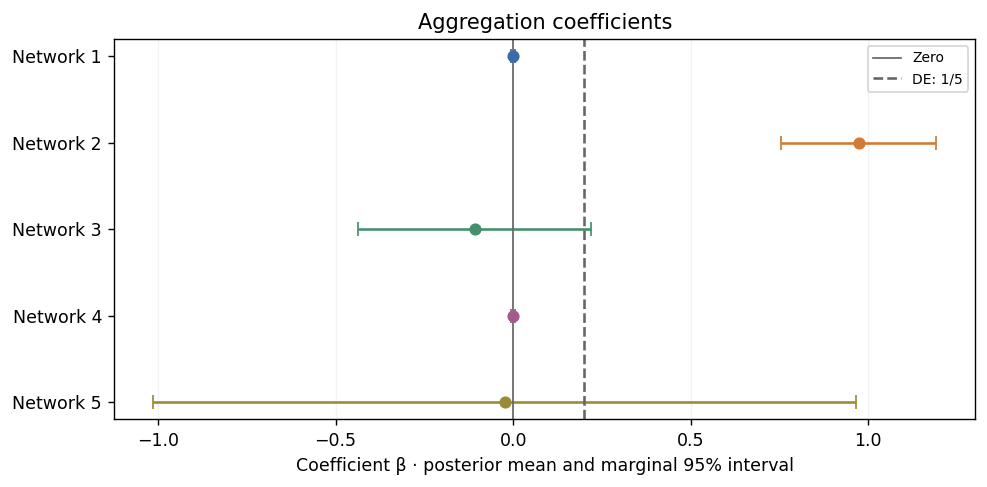 Aggregation coefficients
Network 1
Network 2
Network 3
Network 4
Network 5
Zero
DE: 1/5
−1.0
−0.5
0.0
0.5
1.0
Coefficient β · posterior mean and marginal 95% interval